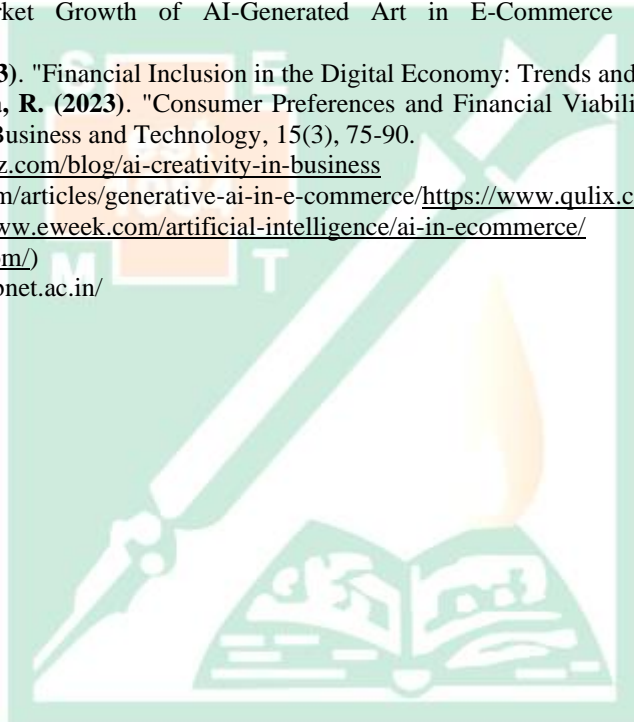 rket Growth of AI-Generated Art in E-Commerce
3). "Financial Inclusion in the Digital Economy: Trends and
, R. (2023). "Consumer Preferences and Financial Viabili
Business and Technology, 15(3), 75-90.
z.com/blog/ai-creativity-in-business
m/articles/generative-ai-in-e-commerce/https://www.qulix.c
ww.eweek.com/artificial-intelligence/ai-in-ecommerce/
om/)
net.ac.in/
S E
M T